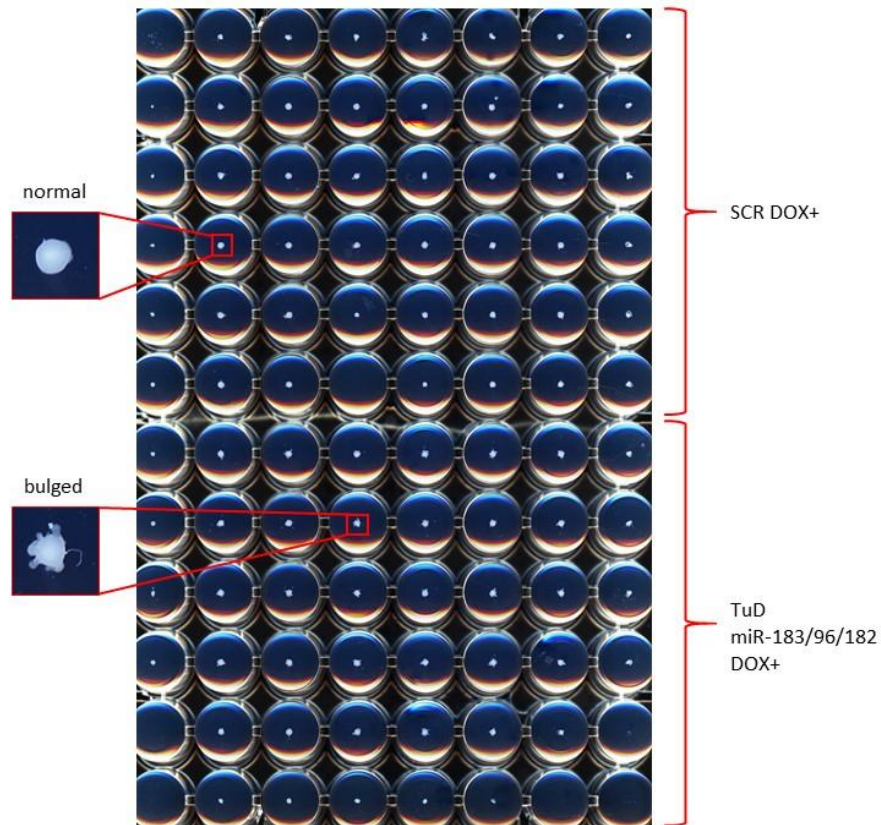 normal
SCR DOX+
bulged
TuD
miR-183/96/182
DOX+